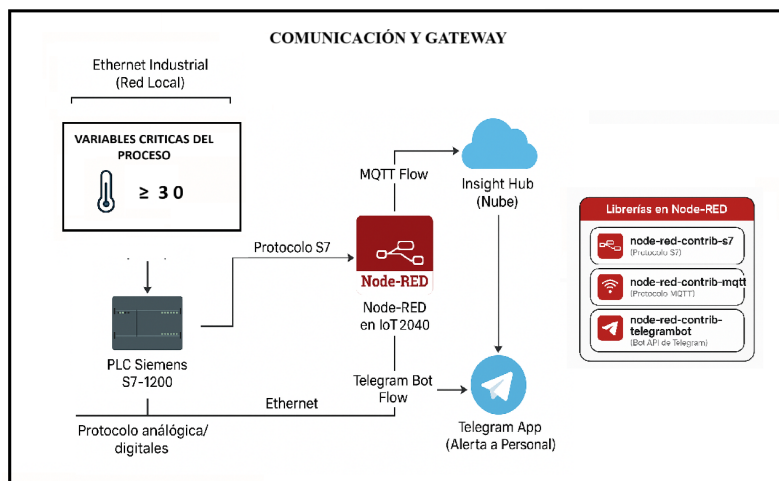 COMUNICACIÓN Y GATEWAY
Ethernet Industrial
(Red Local)
VARIABLES CRITICAS DEL
PROCESO
≥ 30
Protocolo S7
PLC Siemens
S7-1200
Protocolo analógica/
digitales
Ethernet
MQTT Flow
Node-RED
Node-RED
en IoT 2040
Telegram Bot
Flow
Insight Hub
(Nube)
Telegram App
(Alerta a Personal)
Librerías en Node-RED
node-red-contrib-s7
(Protocolo S7)
node-red-contrib-mqtt
(Protocolo MQTT)
node-red-contrib-
telegrambot
(Bot API de Telegram)